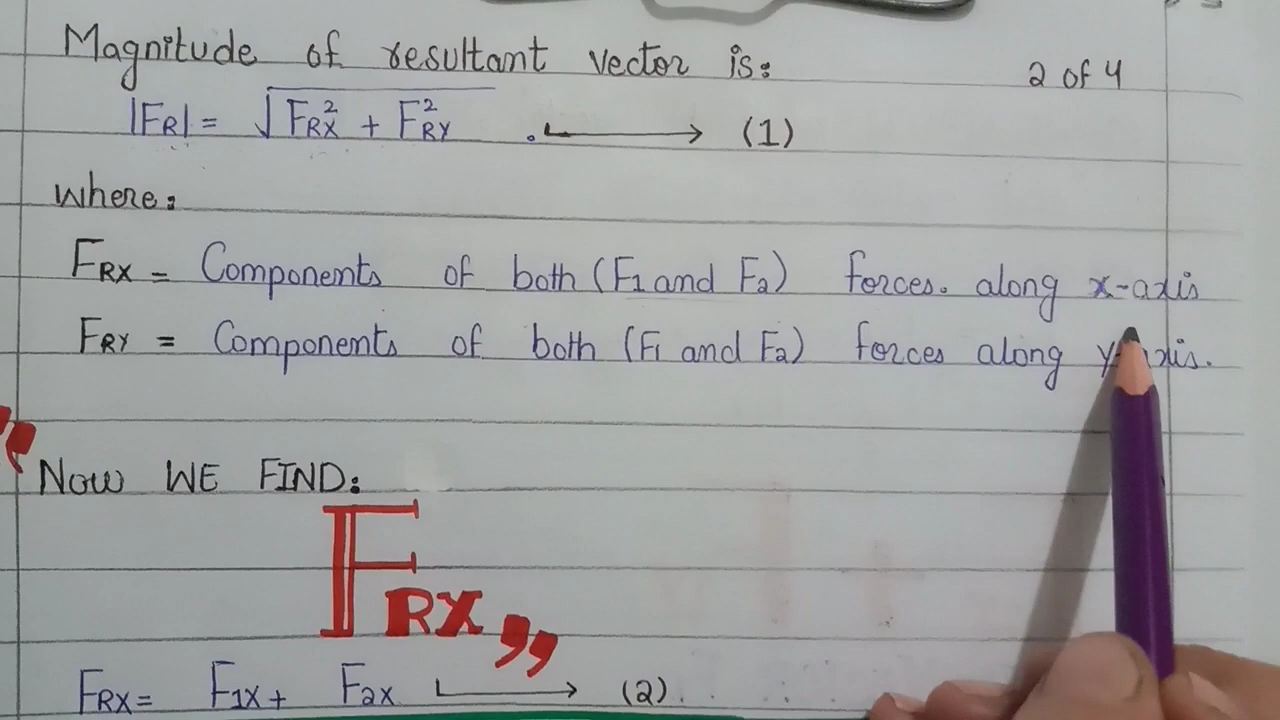 Magnitude of resultant vector is:
2 of 4
|FR| = √FRX² + FRY² → (1)
where:
FRX = Components of both (F1 and F2) forces. along x-axis
FRY = Components of both (F1 and F2) forces along y-axis.
"NOW WE FIND:
FRX"
FRX = F1X + F2X → (2)